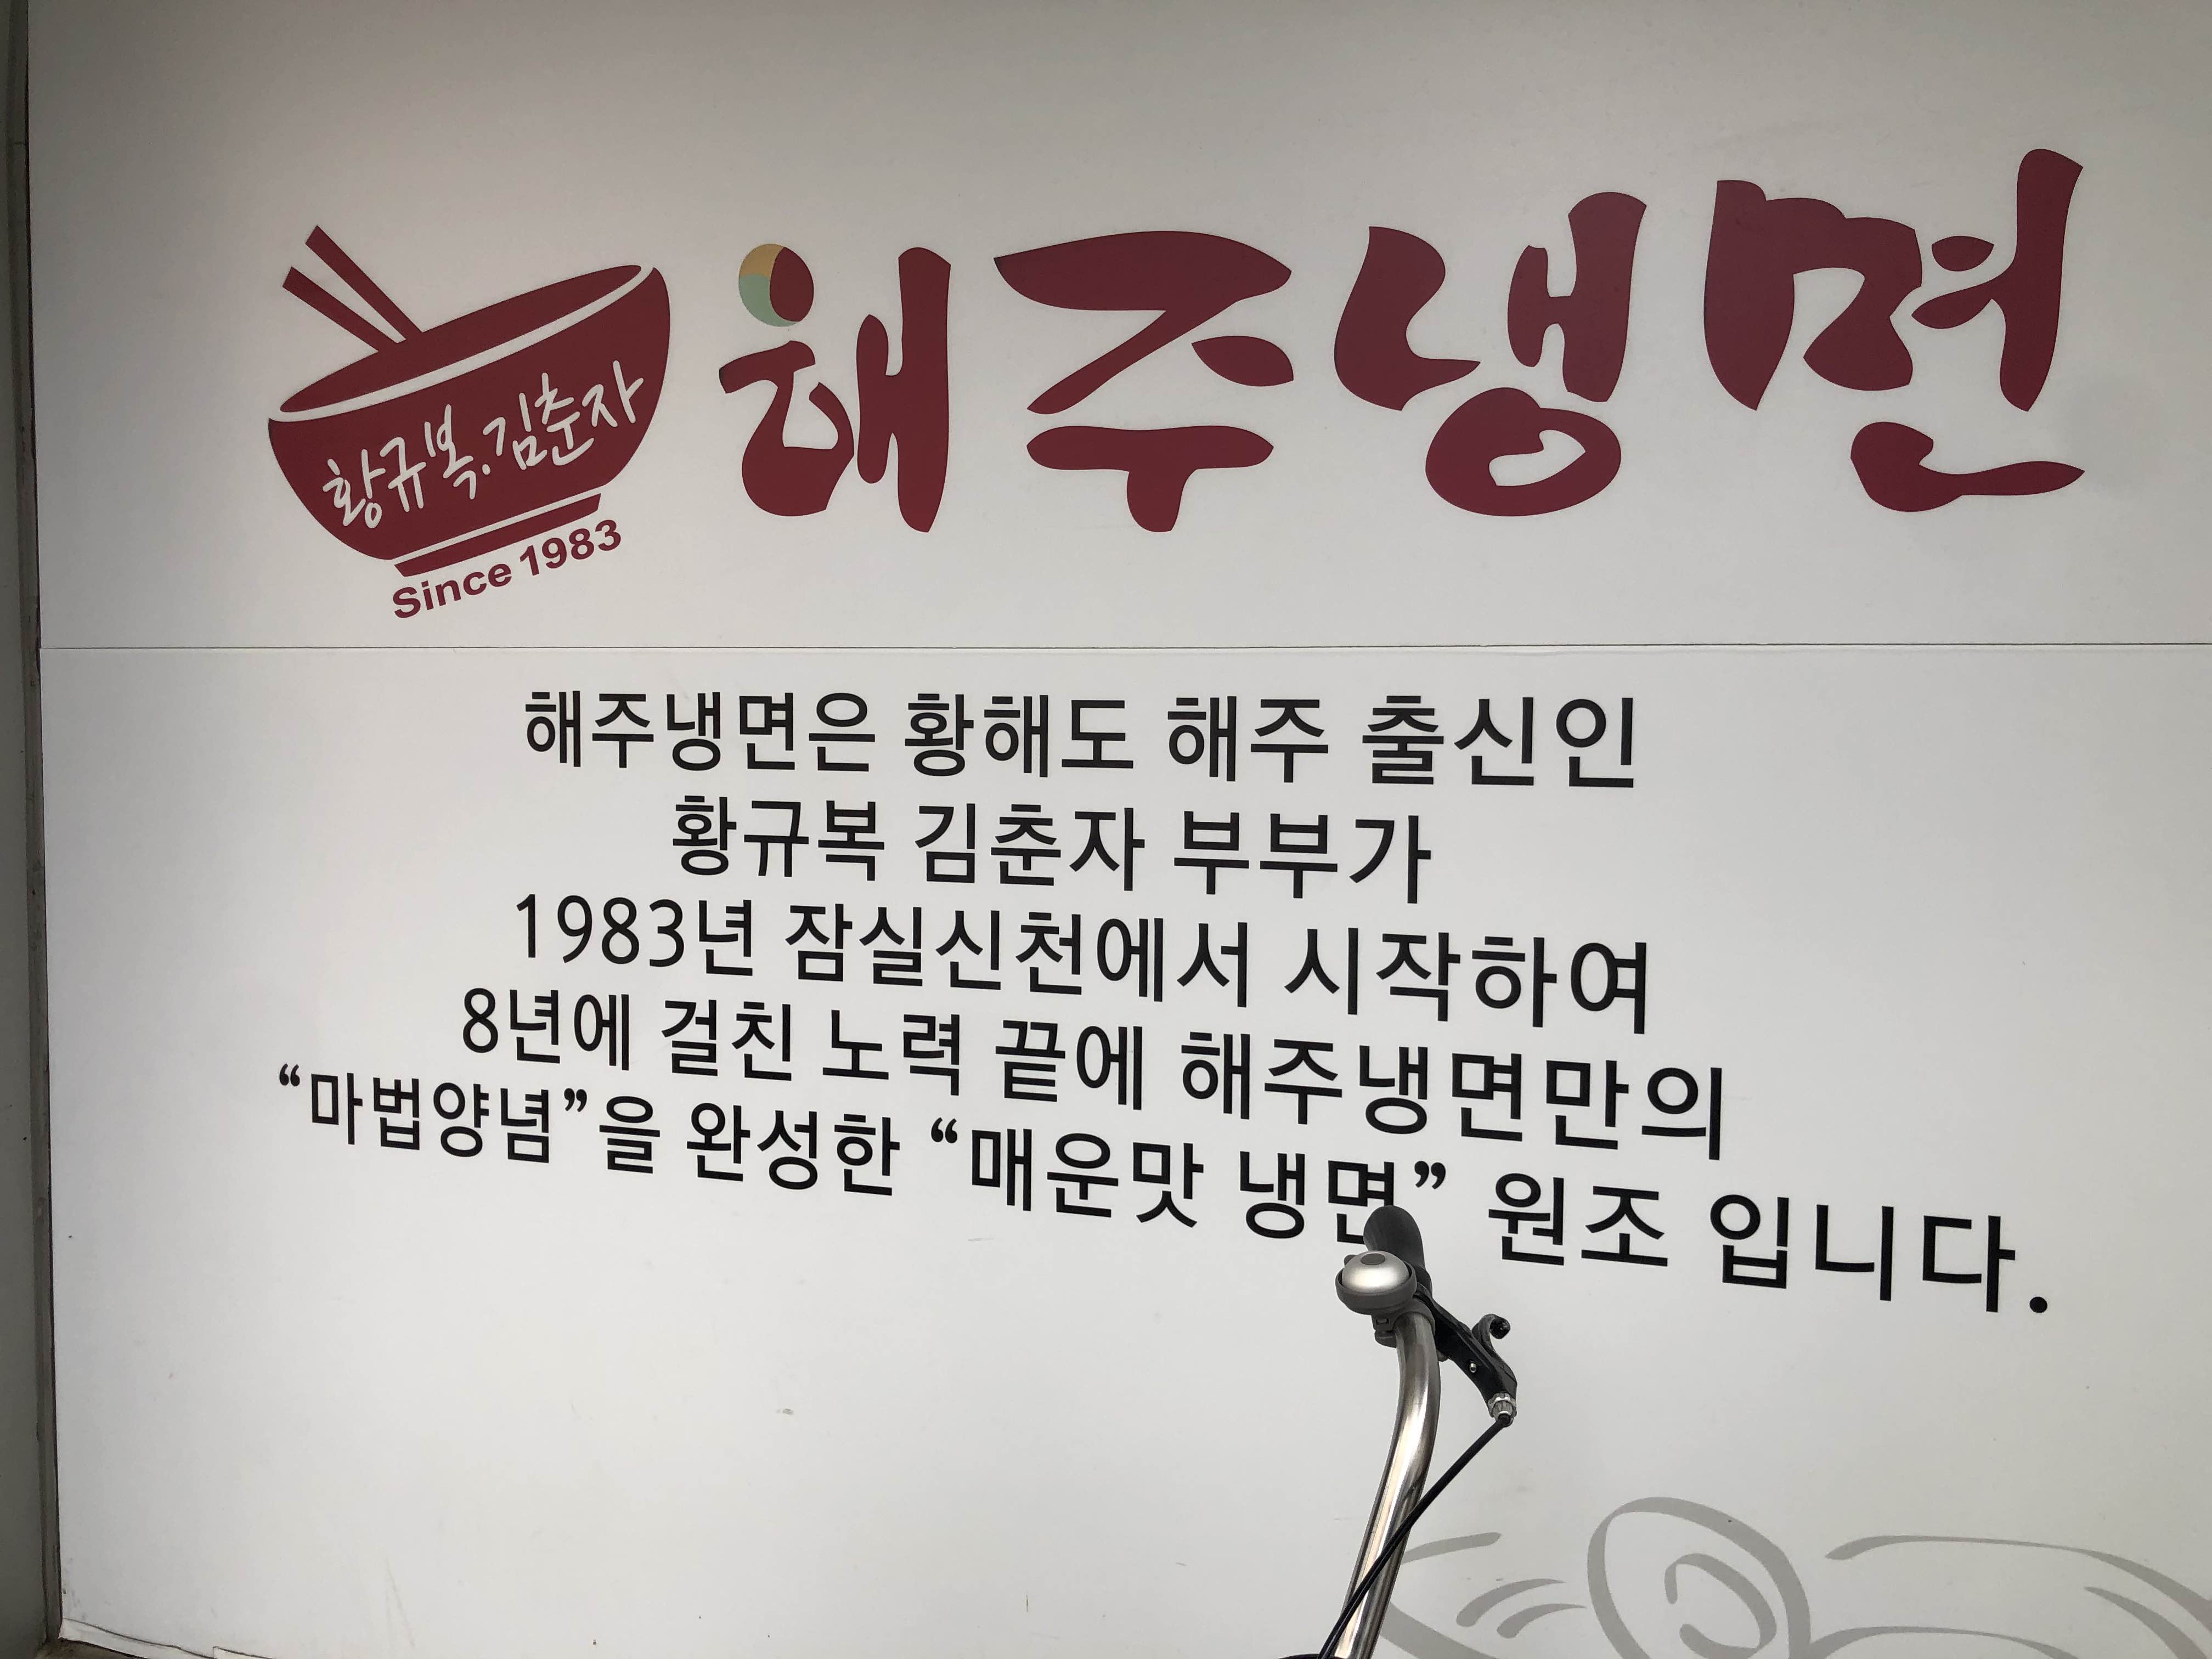 해주냉면
황규복.김춘자
Since 1983
해주냉면은 황해도 해주 출신인
황규복 김춘자 부부가
1983년 잠실신천에서 시작하여
8년에 걸친 노력 끝에 해주냉면만의
“마법양념”을 완성한 “매운맛 냉면” 원조 입니다.